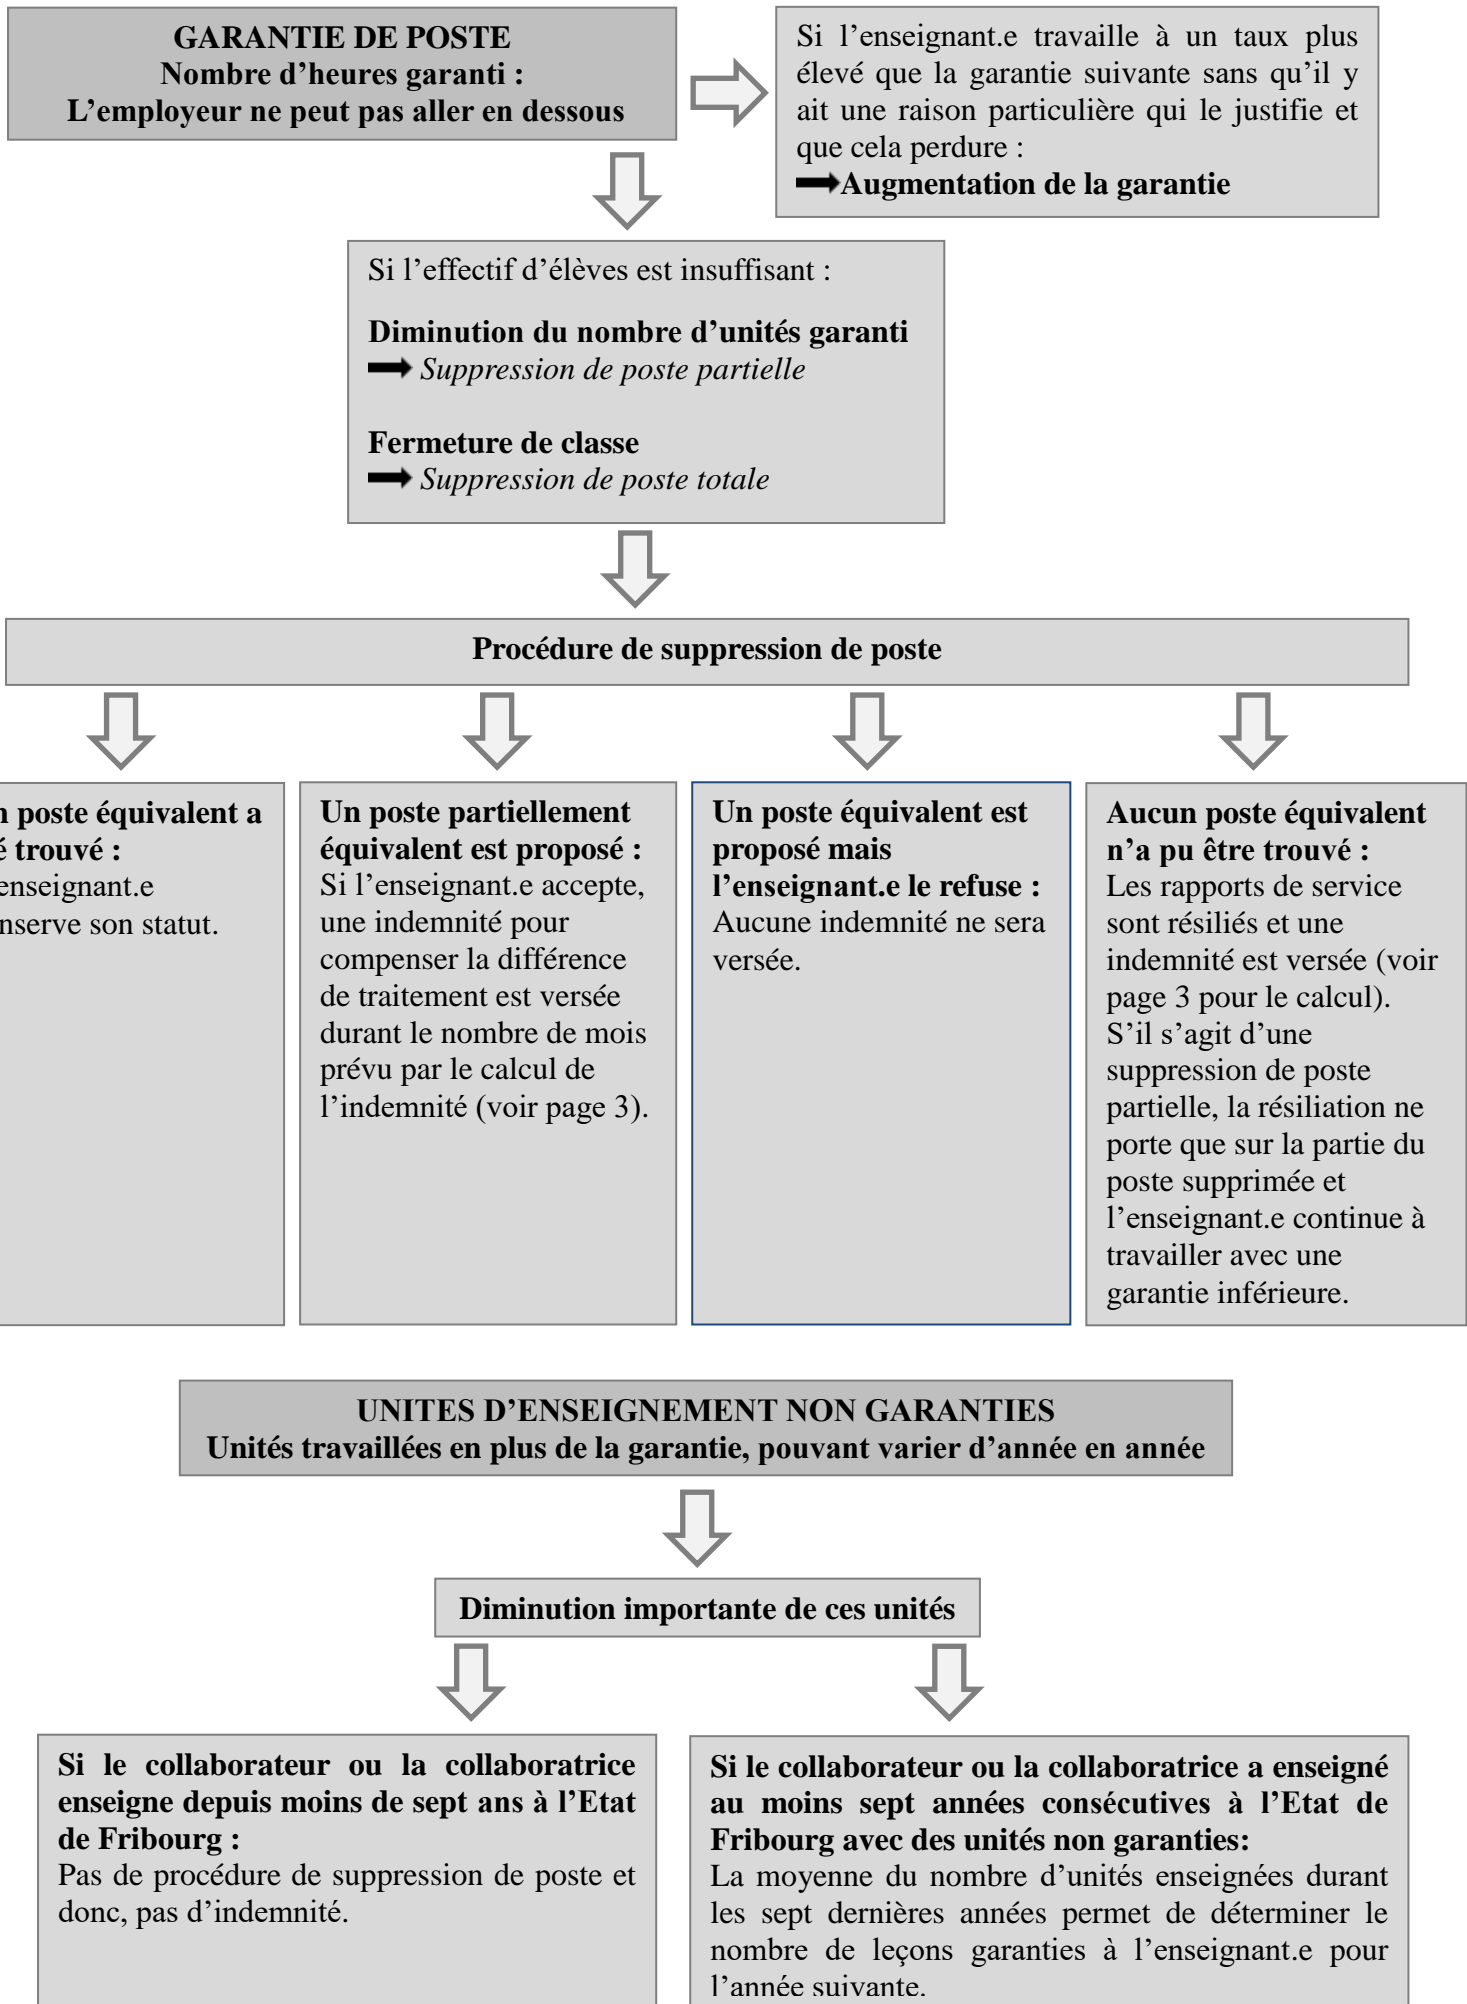 GARANTIE DE POSTE
Nombre d’heures garanti :
L’employeur ne peut pas aller en dessous
Si l’enseignant.e travaille à un taux plus
élevé que la garantie suivante sans qu’il y
ait une raison particulière qui le justifie et
que cela perdure :
➡Augmentation de la garantie
Si l’effectif d’élèves est insuffisant :
Diminution du nombre d’unités garanti
➡ Suppression de poste partielle
Fermeture de classe
➡ Suppression de poste totale
Procédure de suppression de poste
poste équivalent a
trouvé :
enseignant.e
son statut.
Un poste partiellement
équivalent est proposé :
Si l’enseignant.e accepte,
une indemnité pour
compenser la différence
de traitement est versée
durant le nombre de mois
prévu par le calcul de
l’indemnité (voir page 3).
Un poste équivalent est
proposé mais
l’enseignant.e le refuse :
Aucune indemnité ne sera
versée.
Aucun poste équivalent
n’a pu être trouvé :
Les rapports de service
sont résiliés et une
indemnité est versée (voir
page 3 pour le calcul).
S’il s’agit d’une
suppression de poste
partielle, la résiliation ne
porte que sur la partie du
poste supprimée et
l’enseignant.e continue à
travailler avec une
garantie inférieure.
UNITES D’ENSEIGNEMENT NON GARANTIES
Unités travaillées en plus de la garantie, pouvant varier d’année en année
Diminution importante de ces unités
Si le collaborateur ou la collaboratrice
enseigne depuis moins de sept ans à l’Etat
de Fribourg :
Pas de procédure de suppression de poste et
donc, pas d’indemnité.
Si le collaborateur ou la collaboratrice a enseigné
au moins sept années consécutives à l’Etat de
Fribourg avec des unités non garanties:
La moyenne du nombre d’unités enseignées durant
les sept dernières années permet de déterminer le
nombre de leçons garanties à l’enseignant.e pour
l’année suivante.